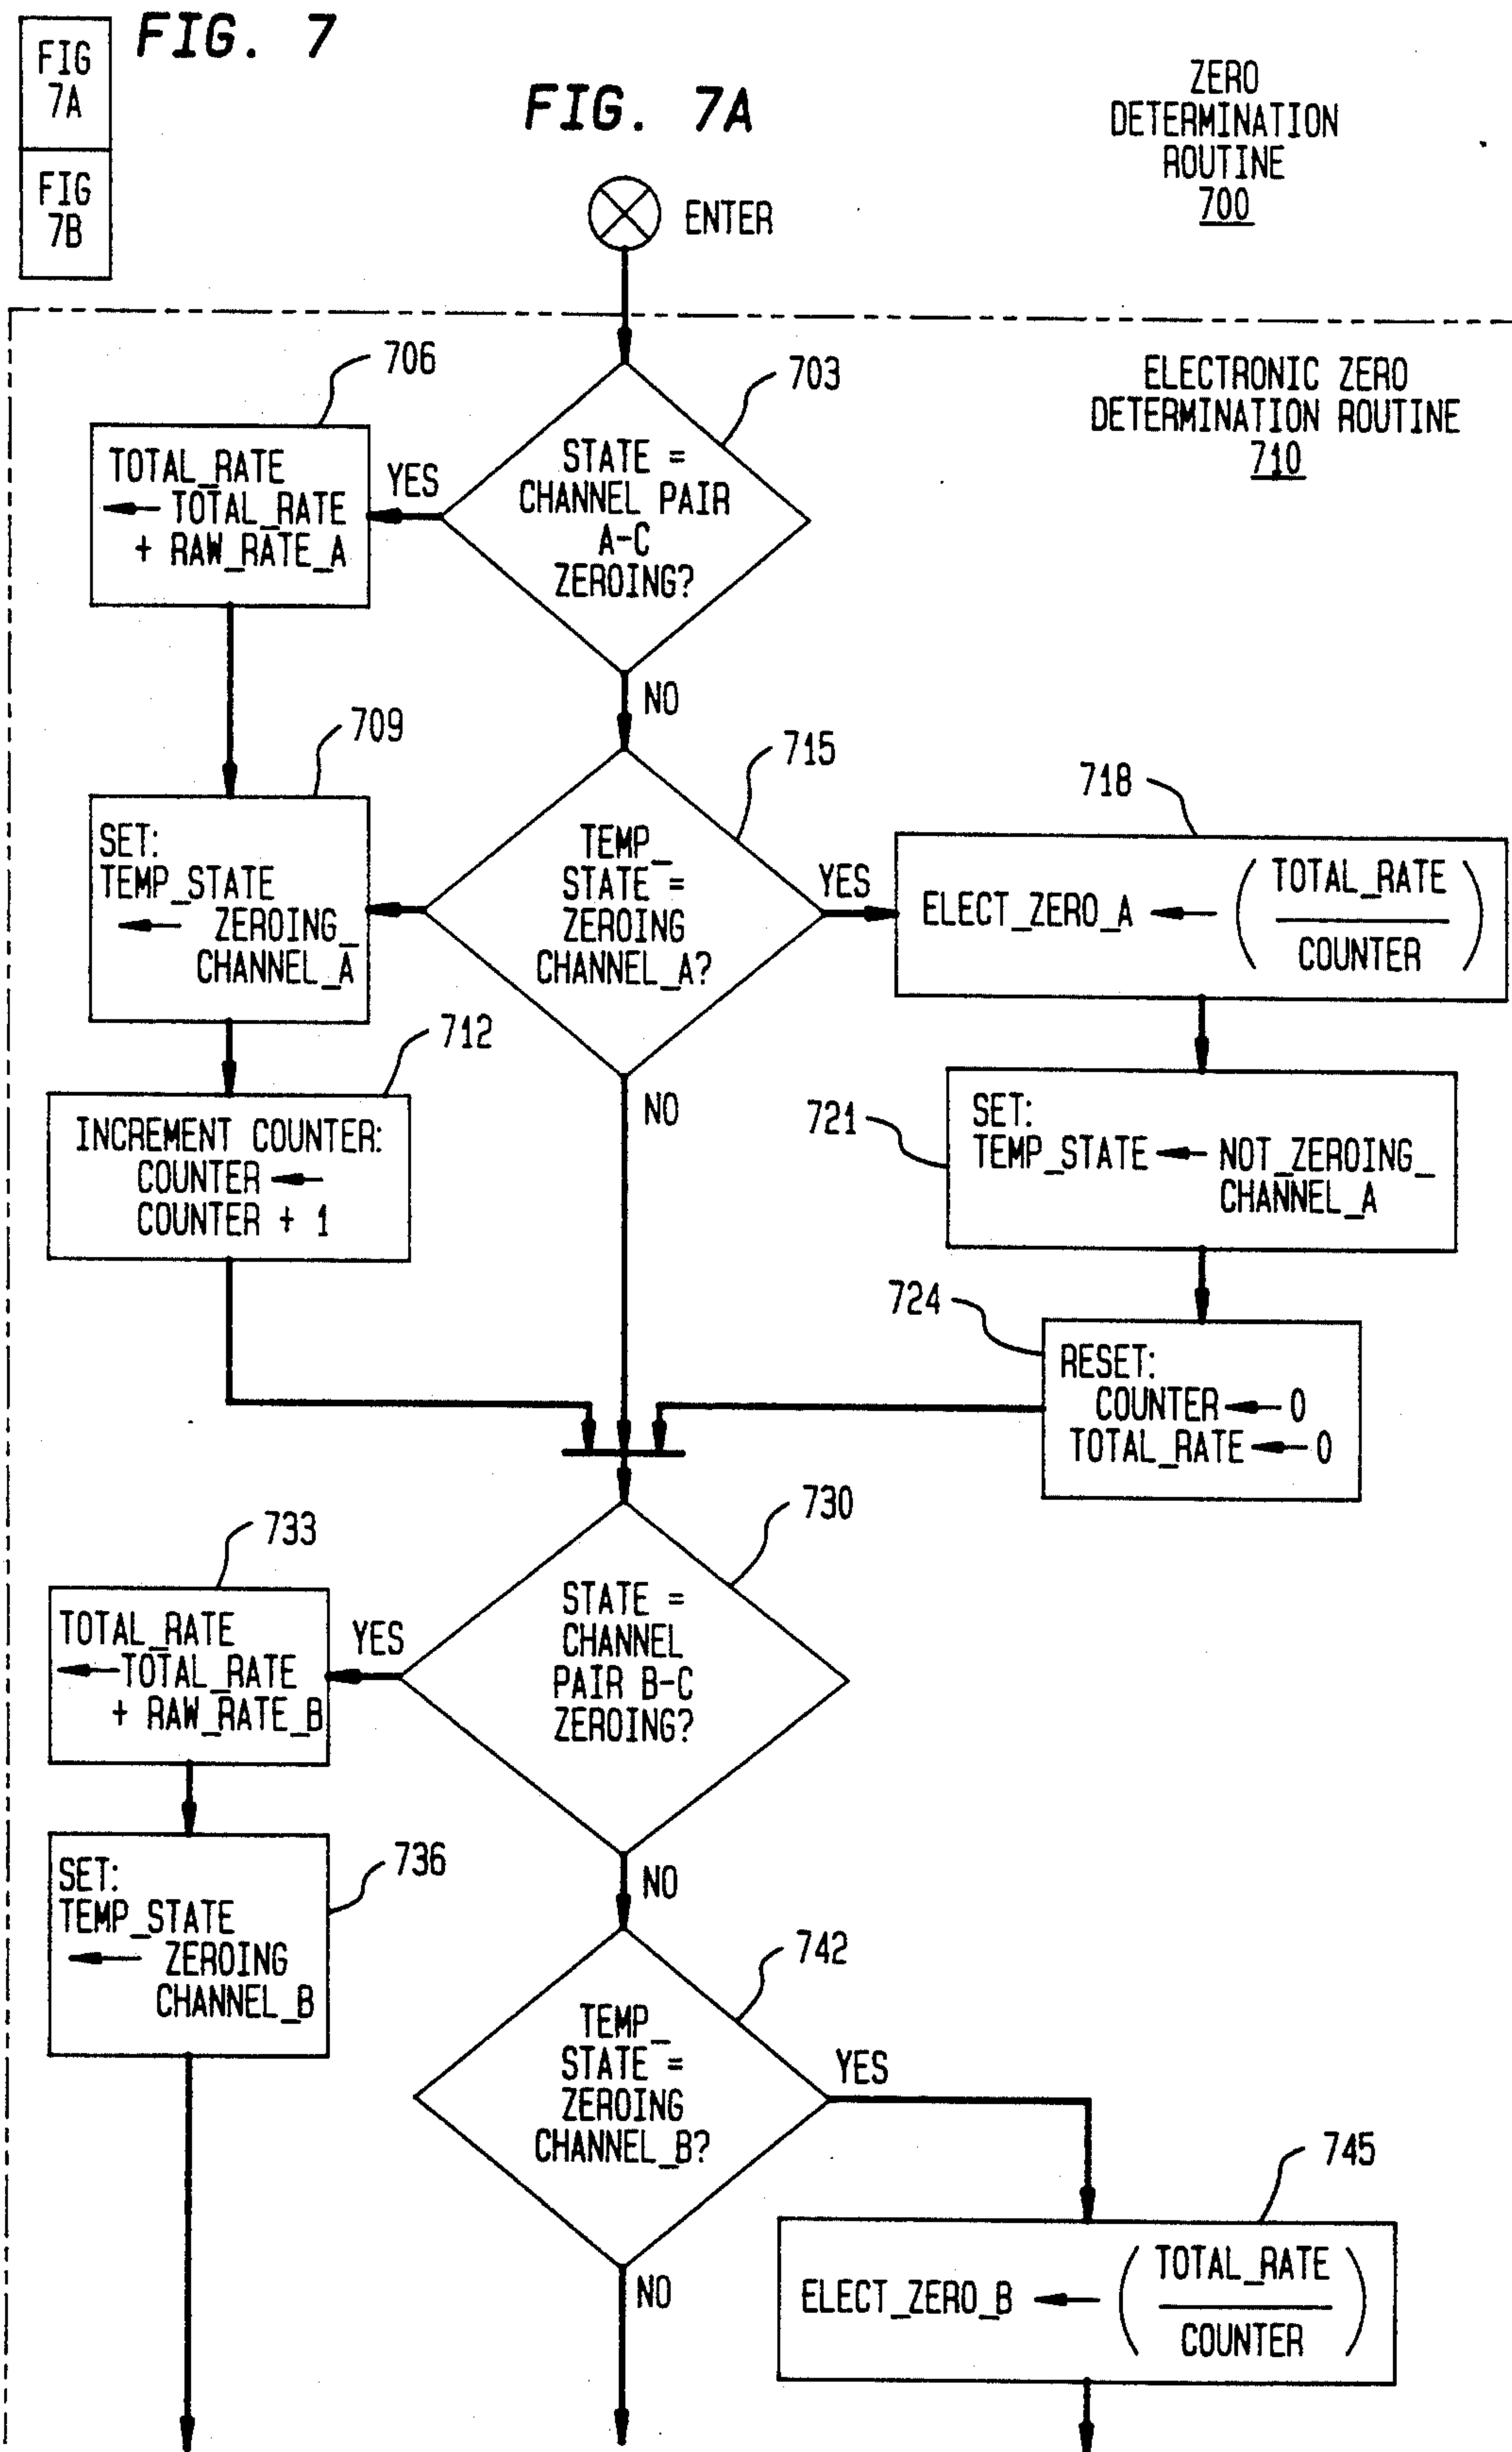 FIG. 7
FIG
7A
FIG
7B
FIG. 7A
ZERO
DETERMINATION
ROUTINE
700
ENTER
ELECTRONIC ZERO
DETERMINATION ROUTINE
710
703
STATE =
CHANNEL PAIR
A-C
ZEROING?
YES
NO
706
TOTAL_RATE
← TOTAL_RATE
+ RAW_RATE_A
709
SET:
TEMP_STATE
← ZEROING_
CHANNEL_A
712
INCREMENT COUNTER:
COUNTER ←
COUNTER + 1
715
TEMP_
STATE =
ZEROING
CHANNEL_A?
YES
NO
718
ELECT_ZERO_A ← ( TOTAL_RATE
COUNTER )
721
SET:
TEMP_STATE ← NOT_ZEROING_
CHANNEL_A
724
RESET:
COUNTER ← 0
TOTAL_RATE ← 0
730
STATE =
CHANNEL
PAIR B-C
ZEROING?
YES
NO
733
TOTAL_RATE
← TOTAL_RATE
+ RAW_RATE_B
736
SET:
TEMP_STATE
← ZEROING
CHANNEL_B
742
TEMP_
STATE =
ZEROING
CHANNEL_B?
YES
NO
745
ELECT_ZERO_B ← ( TOTAL_RATE
COUNTER )